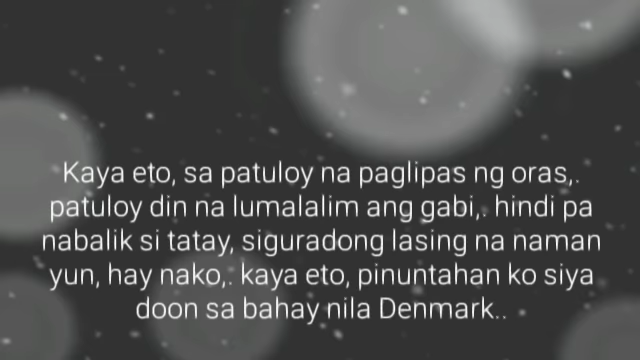 Kaya eto, sa patuloy na paglipas ng oras,.
patuloy din na lumalalim ang gabi,. hindi pa
nabalik si tatay, siguradong lasing na naman
yun, hay nako,. kaya eto, pinuntahan ko siya
doon sa bahay nila Denmark..